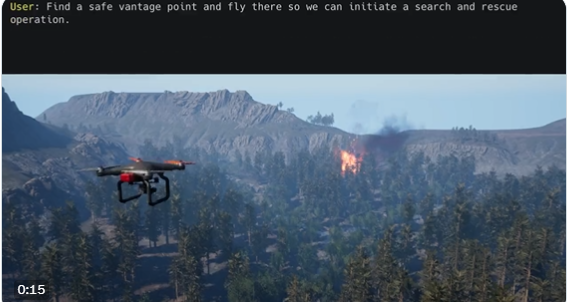 User: Find a safe vantage point and fly there so we can initiate a search and rescue
operation.
0:15